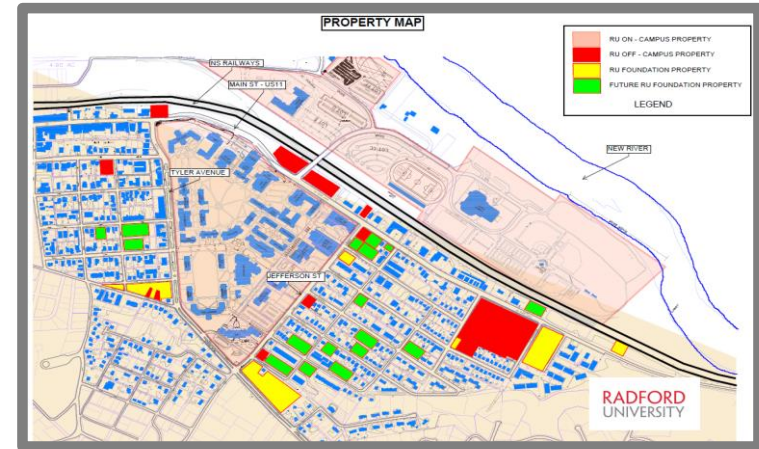 PROPERTY MAP
RU ON - CAMPUS PROPERTY
RU OFF - CAMPUS PROPERTY
RU FOUNDATION PROPERTY
FUTURE RU FOUNDATION PROPERTY
LEGEND
NS RAILWAYS
MAIN ST - US11
NEW RIVER
TYLER AVENUE
JEFFERSON ST
RADFORD
UNIVERSITY